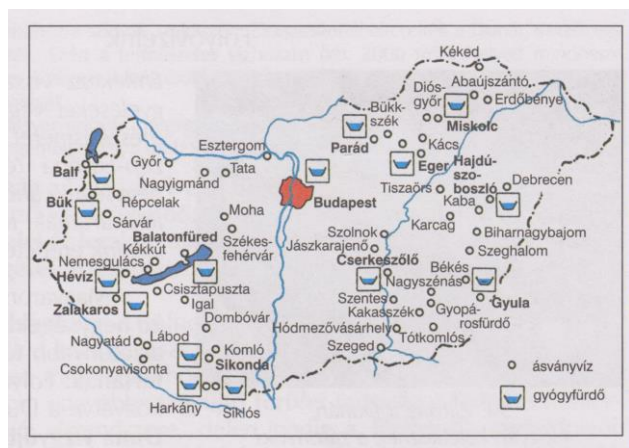 Kéked
Abaújszántó
Diós-
győr
Erdőbénye
Bükk-
szék
Miskolc
Parád
Kács
Eger
Hajdú-
szo-
boszló
Esztergom
Győr
Tata
Nagyigmánd
Balf
Bük
Répcelak
Sárvár
Budapest
Tiszaörs
Debrecen
Kaba
Karcag
Biharnagybajom
Szeghalom
Moha
Székes-
fehérvár
Balatonfüred
Kékkút
Nemesgulács
Hévíz
Zalakaros
Csisztapuszta
Igal
Szolnok
Jászkarajenő
Cserkeszőlő
Békés
Nagyszénás
Gyula
Szentes
Kakasszék
Gyopá-
rosfürdő
Hódmezővásárhely
Tótkomlós
Szeged
Dombóvár
Nagyatád
Lábod
Csokonyavisonta
Komló
Sikonda
Harkány
Siklós
ásványvíz
gyógyfürdő